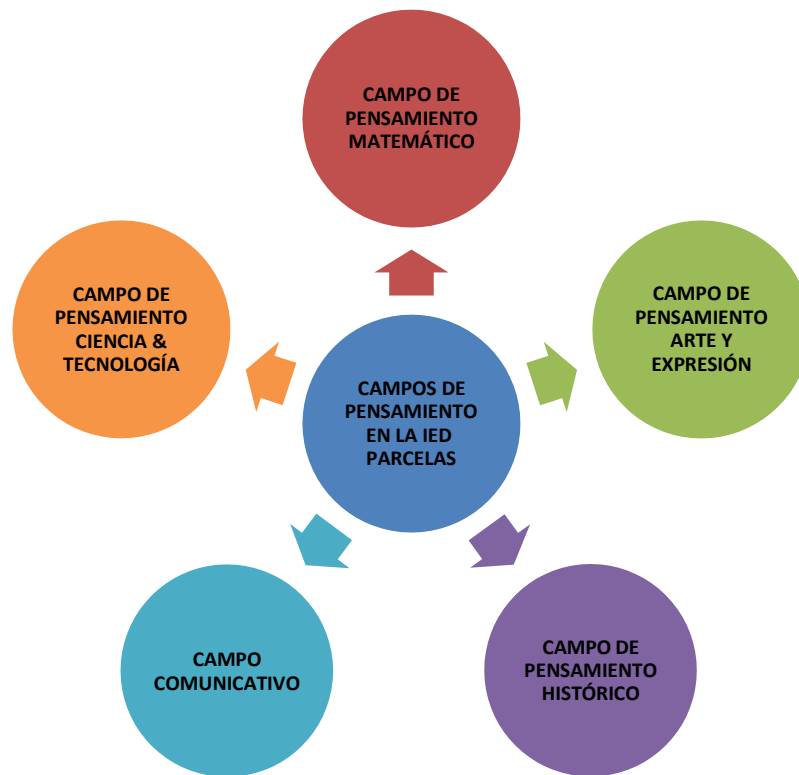 CAMPO DE
PENSAMIENTO
MATEMÁTICO
CAMPO DE
PENSAMIENTO
CIENCIA &
TECNOLOGÍA
CAMPO DE
PENSAMIENTO
ARTE Y
EXPRESIÓN
CAMPOS DE
PENSAMIENTO
EN LA IED
PARCELAS
CAMPO
COMUNICATIVO
CAMPO DE
PENSAMIENTO
HISTÓRICO